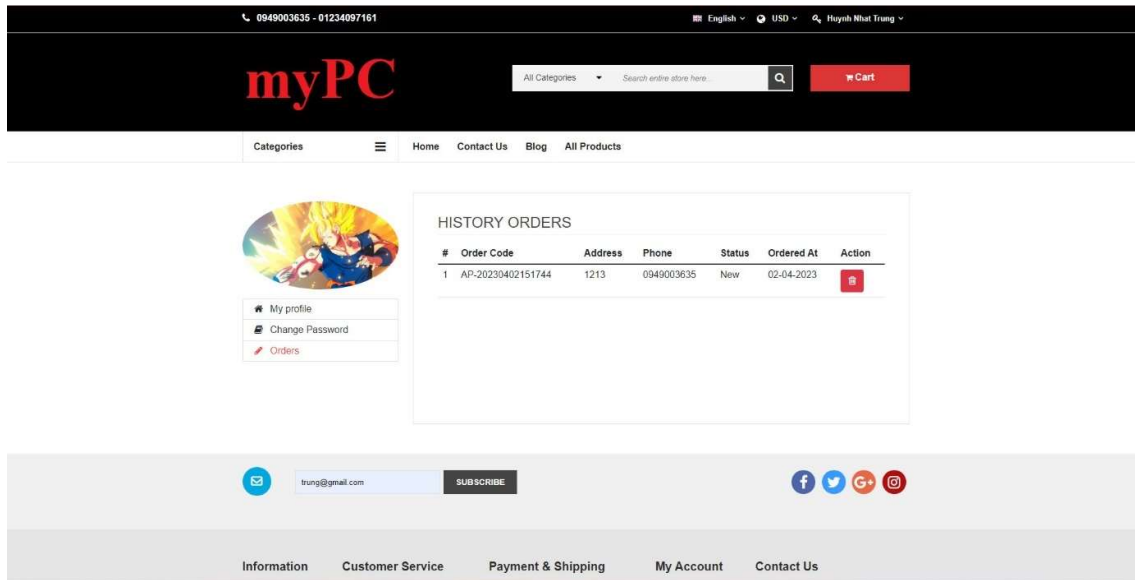 0949003635 - 01234097161 English USD Huynh Nhat Trung
myPC
All Categories Search entire store here... Cart
Categories Home Contact Us Blog All Products
HISTORY ORDERS
# Order Code Address Phone Status Ordered At Action
1 AP-20230402151744 1213 0949003635 New 02-04-2023
My profile
Change Password
Orders
trung@gmail.com SUBSCRIBE
Information Customer Service Payment & Shipping My Account Contact Us